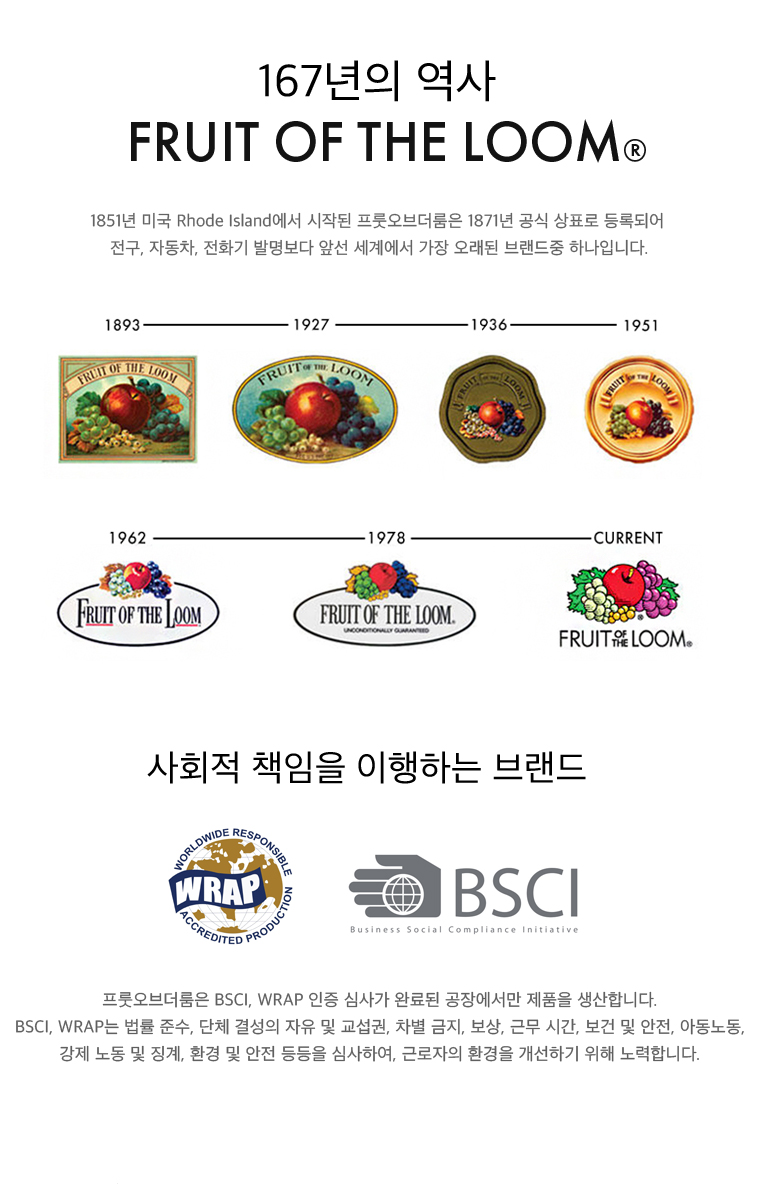 167년의 역사
FRUIT OF THE LOOM®
1851년 미국 Rhode Island에서 시작된 프룻오브더룸은 1871년 공식 상표로 등록되어
전구, 자동차, 전화기 발명보다 앞선 세계에서 가장 오래된 브랜드중 하나입니다.
1893 1927 1936 1951
FRUIT OF THE LOOM
FRUIT OF THE LOOM
FRUIT OF THE LOOM
FRUIT OF THE LOOM
1962 1978 CURRENT
FRUIT OF THE LOOM
FRUIT OF THE LOOM®
UNCONDITIONALLY GUARANTEED
FRUIT OF THE LOOM®
사회적 책임을 이행하는 브랜드
WORLDWIDE RESPONSIBLE
WRAP
ACCREDITED PRODUCTION
BSCI
Business Social Compliance Initiative
프룻오브더룸은 BSCI, WRAP 인증 심사가 완료된 공장에서만 제품을 생산합니다.
BSCI, WRAP는 법률 준수, 단체 결성의 자유 및 교섭권, 차별 금지, 보상, 근무 시간, 보건 및 안전, 아동노동,
강제 노동 및 징계, 환경 및 안전 등등을 심사하여, 근로자의 환경을 개선하기 위해 노력합니다.